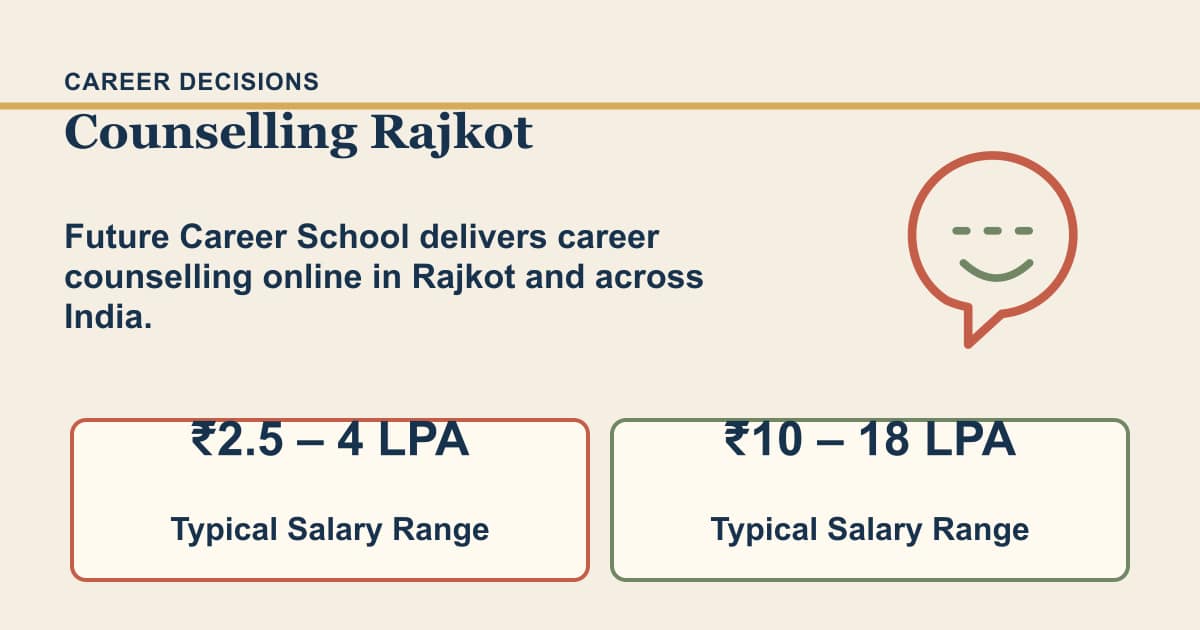 CAREER DECISIONS
Counselling Rajkot
Future Career School delivers career
counselling online in Rajkot and across
India.
₹2.5 – 4 LPA
Typical Salary Range
₹10 – 18 LPA
Typical Salary Range